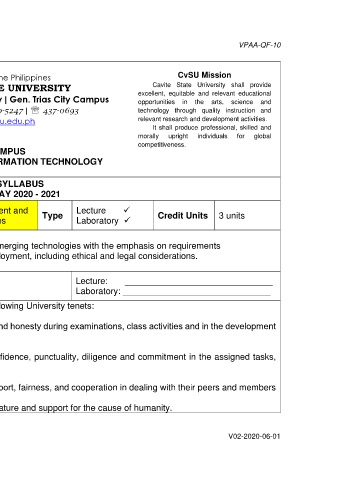 VPAA-QF-10
ne Philippines
E UNIVERSITY
y | Gen. Trias City Campus
0-5247 | ☏ 437-0693
u.edu.ph
CvSU Mission
Cavite State University shall provide
excellent, equitable and relevant educational
opportunities in the arts, science and
technology through quality instruction and
relevant research and development activities.
It shall produce professional, skilled and
morally upright individuals for global
competitiveness.
MPUS
RMATION TECHNOLOGY
SYLLABUS
AY 2020 - 2021
ent and
s
Type
Lecture ✓
Laboratory ✓
Credit Units
3 units
merging technologies with the emphasis on requirements
loyment, including ethical and legal considerations.
Lecture: ______________________________
Laboratory: ______________________________
lowing University tenets:
nd honesty during examinations, class activities and in the development
fidence, punctuality, diligence and commitment in the assigned tasks,
port, fairness, and cooperation in dealing with their peers and members
ature and support for the cause of humanity.
V02-2020-06-01